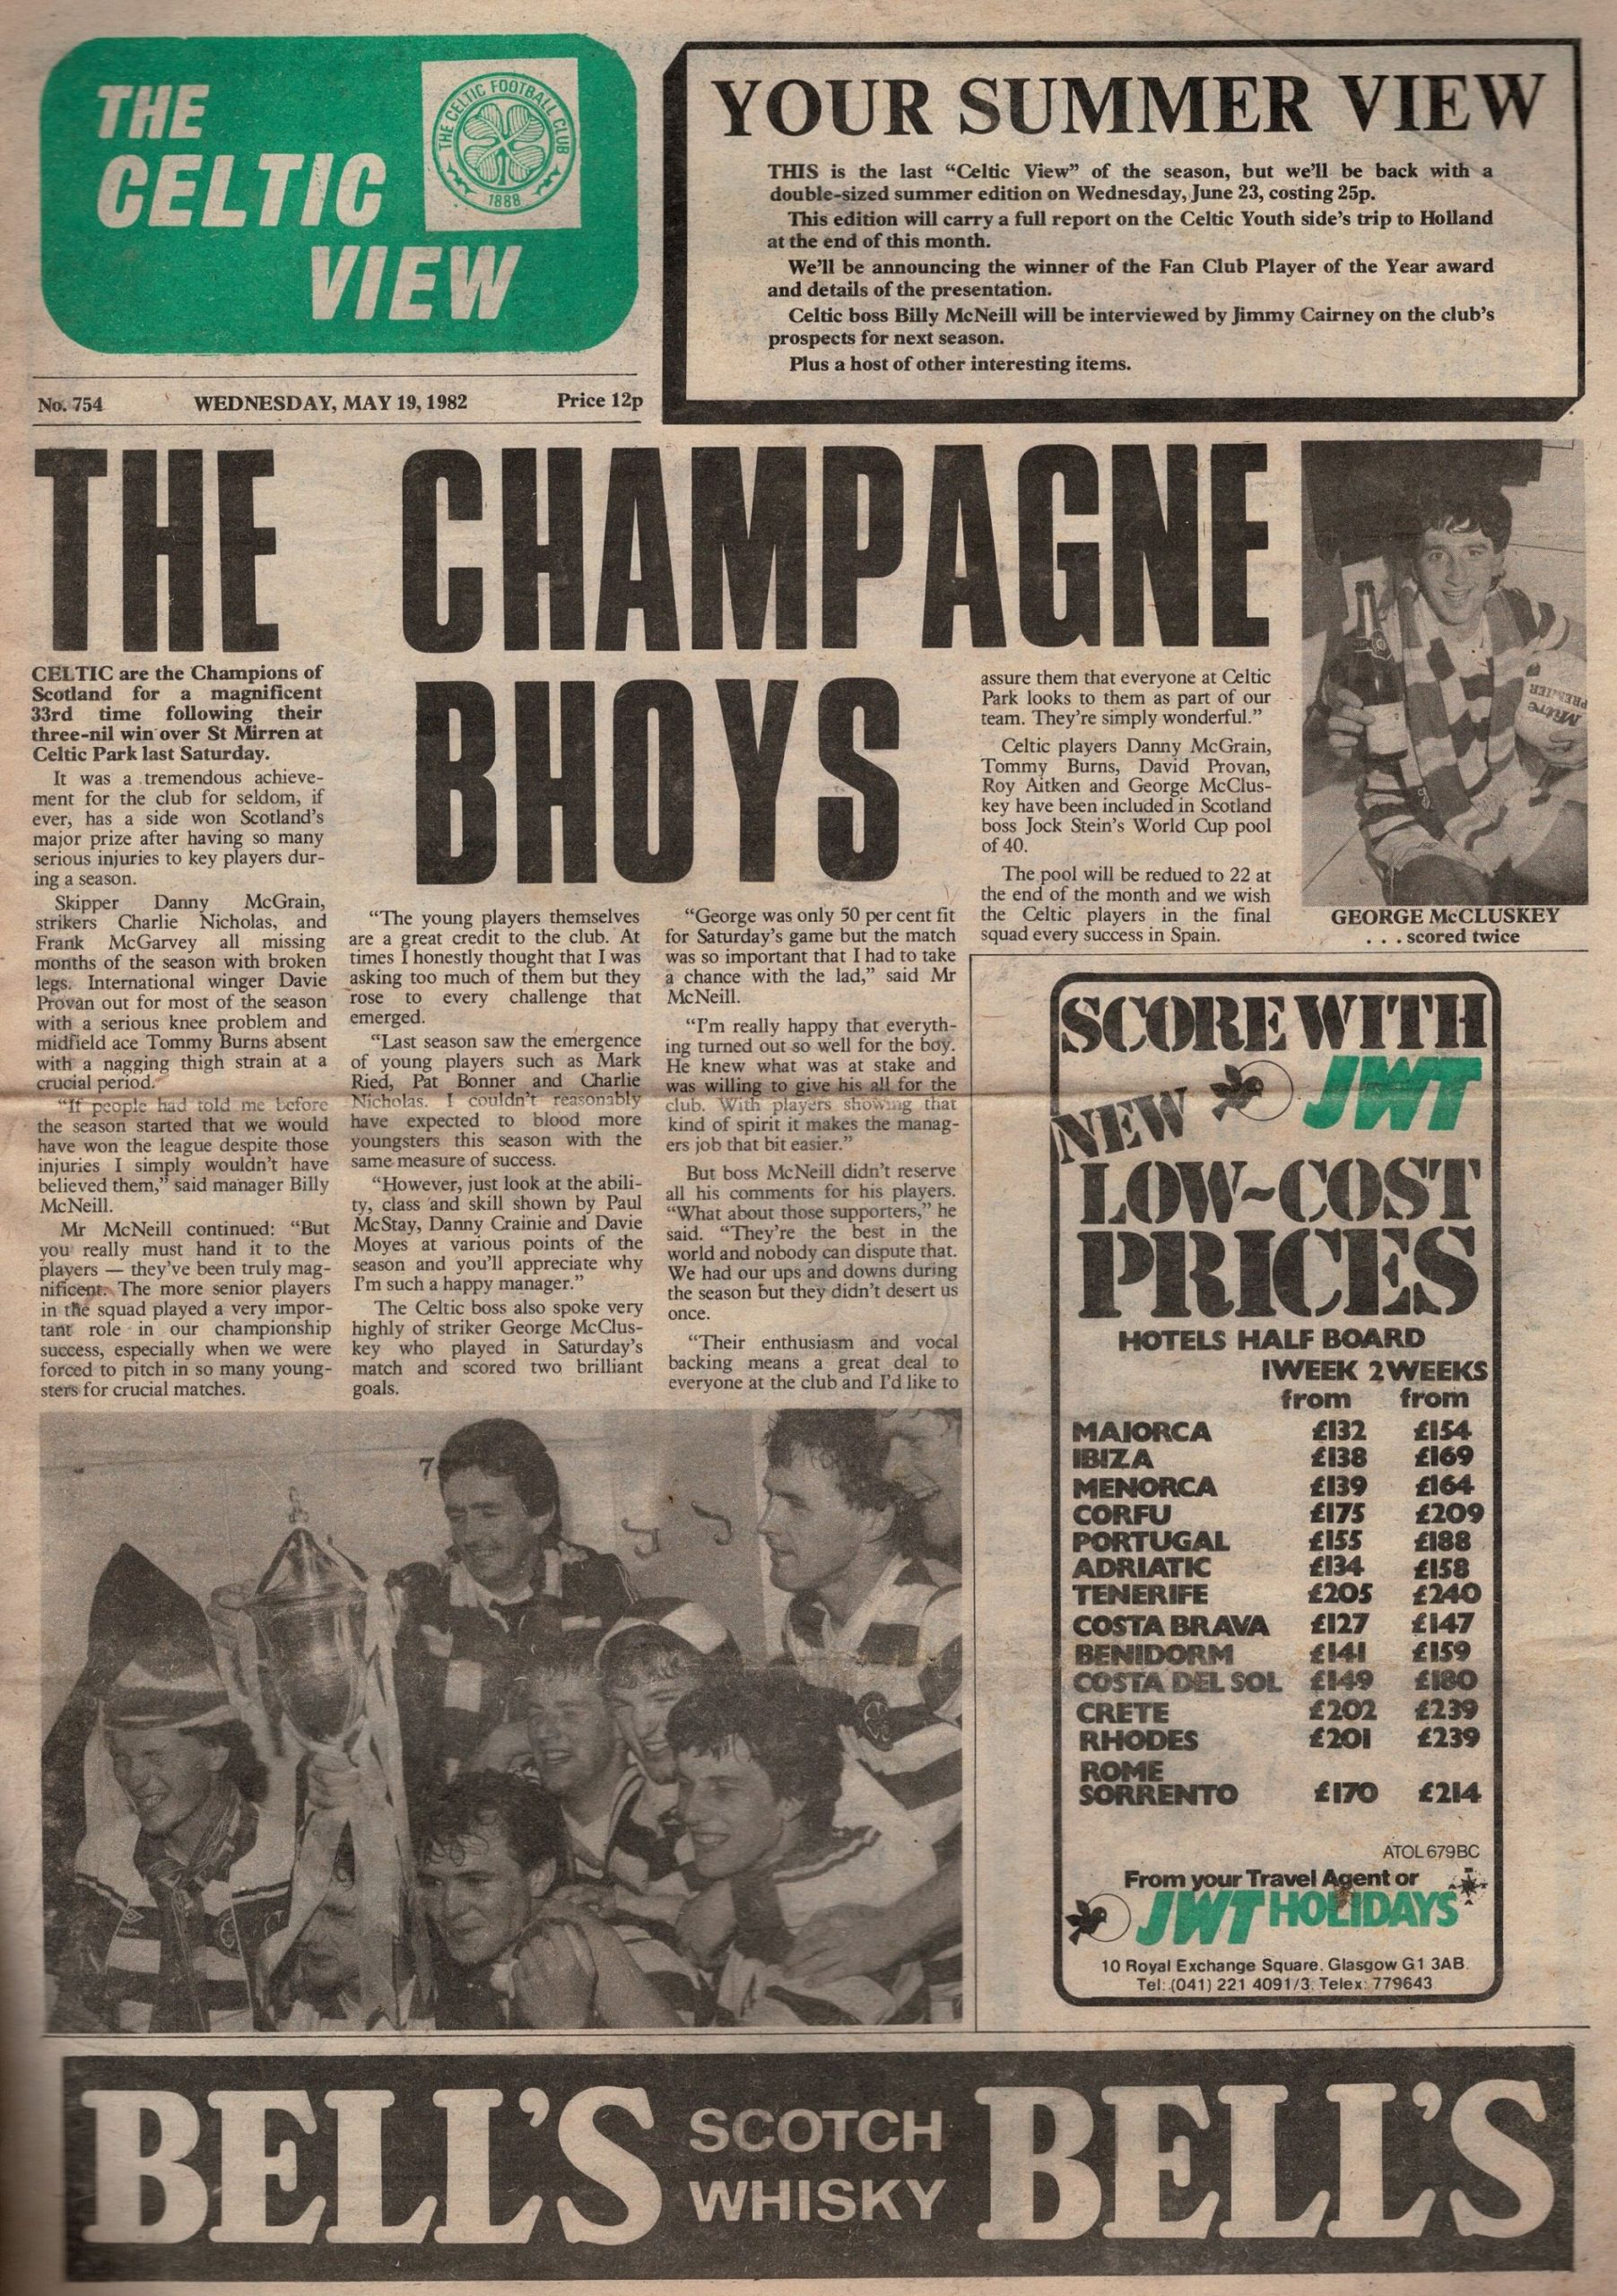 THE
CELTIC
VIEW
THE CELTIC FOOTBALL CLUB
1888
No. 754 WEDNESDAY, MAY 19, 1982 Price 12p
YOUR SUMMER VIEW
THIS is the last “Celtic View” of the season, but we’ll be back with a
double-sized summer edition on Wednesday, June 23, costing 25p.
This edition will carry a full report on the Celtic Youth side’s trip to Holland
at the end of this month.
We’ll be announcing the winner of the Fan Club Player of the Year award
and details of the presentation.
Celtic boss Billy McNeill will be interviewed by Jimmy Cairney on the club’s
prospects for next season.
Plus a host of other interesting items.
THE CHAMPAGNE
BHOYS
CELTIC are the Champions of
Scotland for a magnificent
33rd time following their
three-nil win over St Mirren at
Celtic Park last Saturday.
It was a tremendous achieve-
ment for the club for seldom, if
ever, has a side won Scotland’s
major prize after having so many
serious injuries to key players dur-
ing a season.
Skipper Danny McGrain,
strikers Charlie Nicholas, and
Frank McGarvey all missing
months of the season with broken
legs. International winger Davie
Provan out for most of the season
with a serious knee problem and
midfield ace Tommy Burns absent
with a nagging thigh strain at a
crucial period.
“If people had told me before
the season started that we would
have won the league despite those
injuries I simply wouldn’t have
believed them,” said manager Billy
McNeill.
Mr McNeill continued: “But
you really must hand it to the
players — they’ve been truly mag-
nificent. The more senior players
in the squad played a very impor-
tant role in our championship
success, especially when we were
forced to pitch in so many young-
sters for crucial matches.
“The young players themselves
are a great credit to the club. At
times I honestly thought that I was
asking too much of them but they
rose to every challenge that
emerged.
“Last season saw the emergence
of young players such as Mark
Ried, Pat Bonner and Charlie
Nicholas. I couldn’t reasonably
have expected to blood more
youngsters this season with the
same measure of success.
“However, just look at the abili-
ty, class and skill shown by Paul
McStay, Danny Crainie and Davie
Moyes at various points of the
season and you’ll appreciate why
I’m such a happy manager.”
The Celtic boss also spoke very
highly of striker George McClus-
key who played in Saturday’s
match and scored two brilliant
goals.
“George was only 50 per cent fit
for Saturday’s game but the match
was so important that I had to take
a chance with the lad,” said Mr
McNeill.
“I’m really happy that everyth-
ing turned out so well for the boy.
He knew what was at stake and
was willing to give his all for the
club. With players showing that
kind of spirit it makes the manag-
ers job that bit easier.”
But boss McNeill didn’t reserve
all his comments for his players.
“What about those supporters,” he
said. “They’re the best in the
world and nobody can dispute that.
We had our ups and downs during
the season but they didn’t desert us
once.
“Their enthusiasm and vocal
backing means a great deal to
everyone at the club and I’d like to
assure them that everyone at Celtic
Park looks to them as part of our
team. They’re simply wonderful.”
Celtic players Danny McGrain,
Tommy Burns, David Provan,
Roy Aitken and George McClus-
key have been included in Scotland
boss Jock Stein’s World Cup pool
of 40.
The pool will be redued to 22 at
the end of the month and we wish
the Celtic players in the final
squad every success in Spain.
Mitre
PREMIER
GEORGE McCLUSKEY
. . . scored twice
7
SCORE WITH
JWT
NEW
LOW-COST
PRICES
HOTELS HALF BOARD
1 WEEK 2 WEEKS
from from
MAJORCA £132 £154
IBIZA £138 £169
MENORCA £139 £164
CORFU £175 £209
PORTUGAL £155 £188
ADRIATIC £134 £158
TENERIFE £205 £240
COSTA BRAVA £127 £147
BENIDORM £141 £159
COSTA DEL SOL £149 £180
CRETE £202 £239
RHODES £201 £239
ROME
SORRENTO £170 £214
ATOL 679BC
From your Travel Agent or
JWT HOLIDAYS
10 Royal Exchange Square. Glasgow G1 3AB.
Tel: (041) 221 4091/3. Telex: 779643
BELL’S SCOTCH WHISKY BELL’S